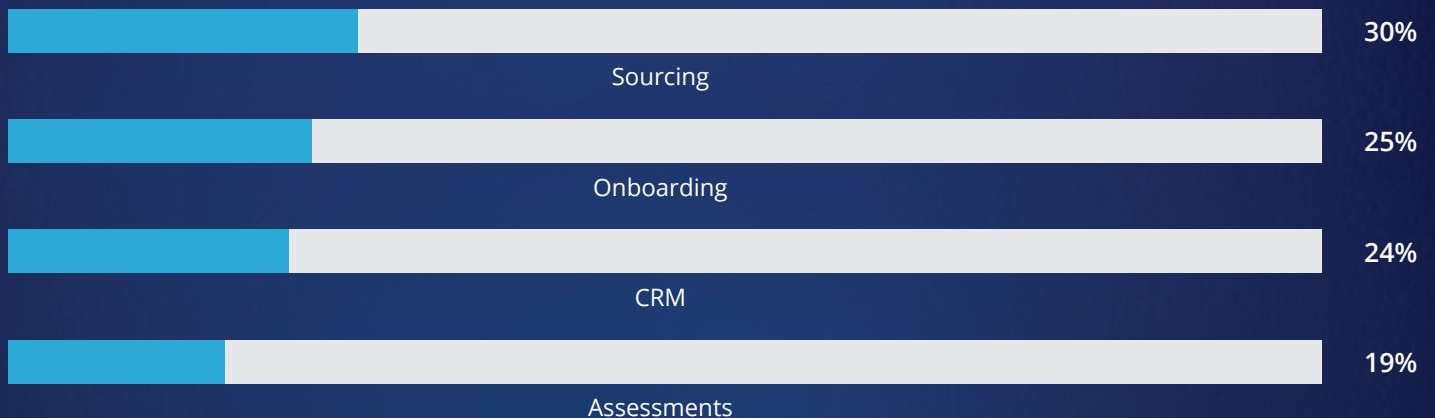 30%
Sourcing
25%
Onboarding
24%
CRM
19%
Assessments